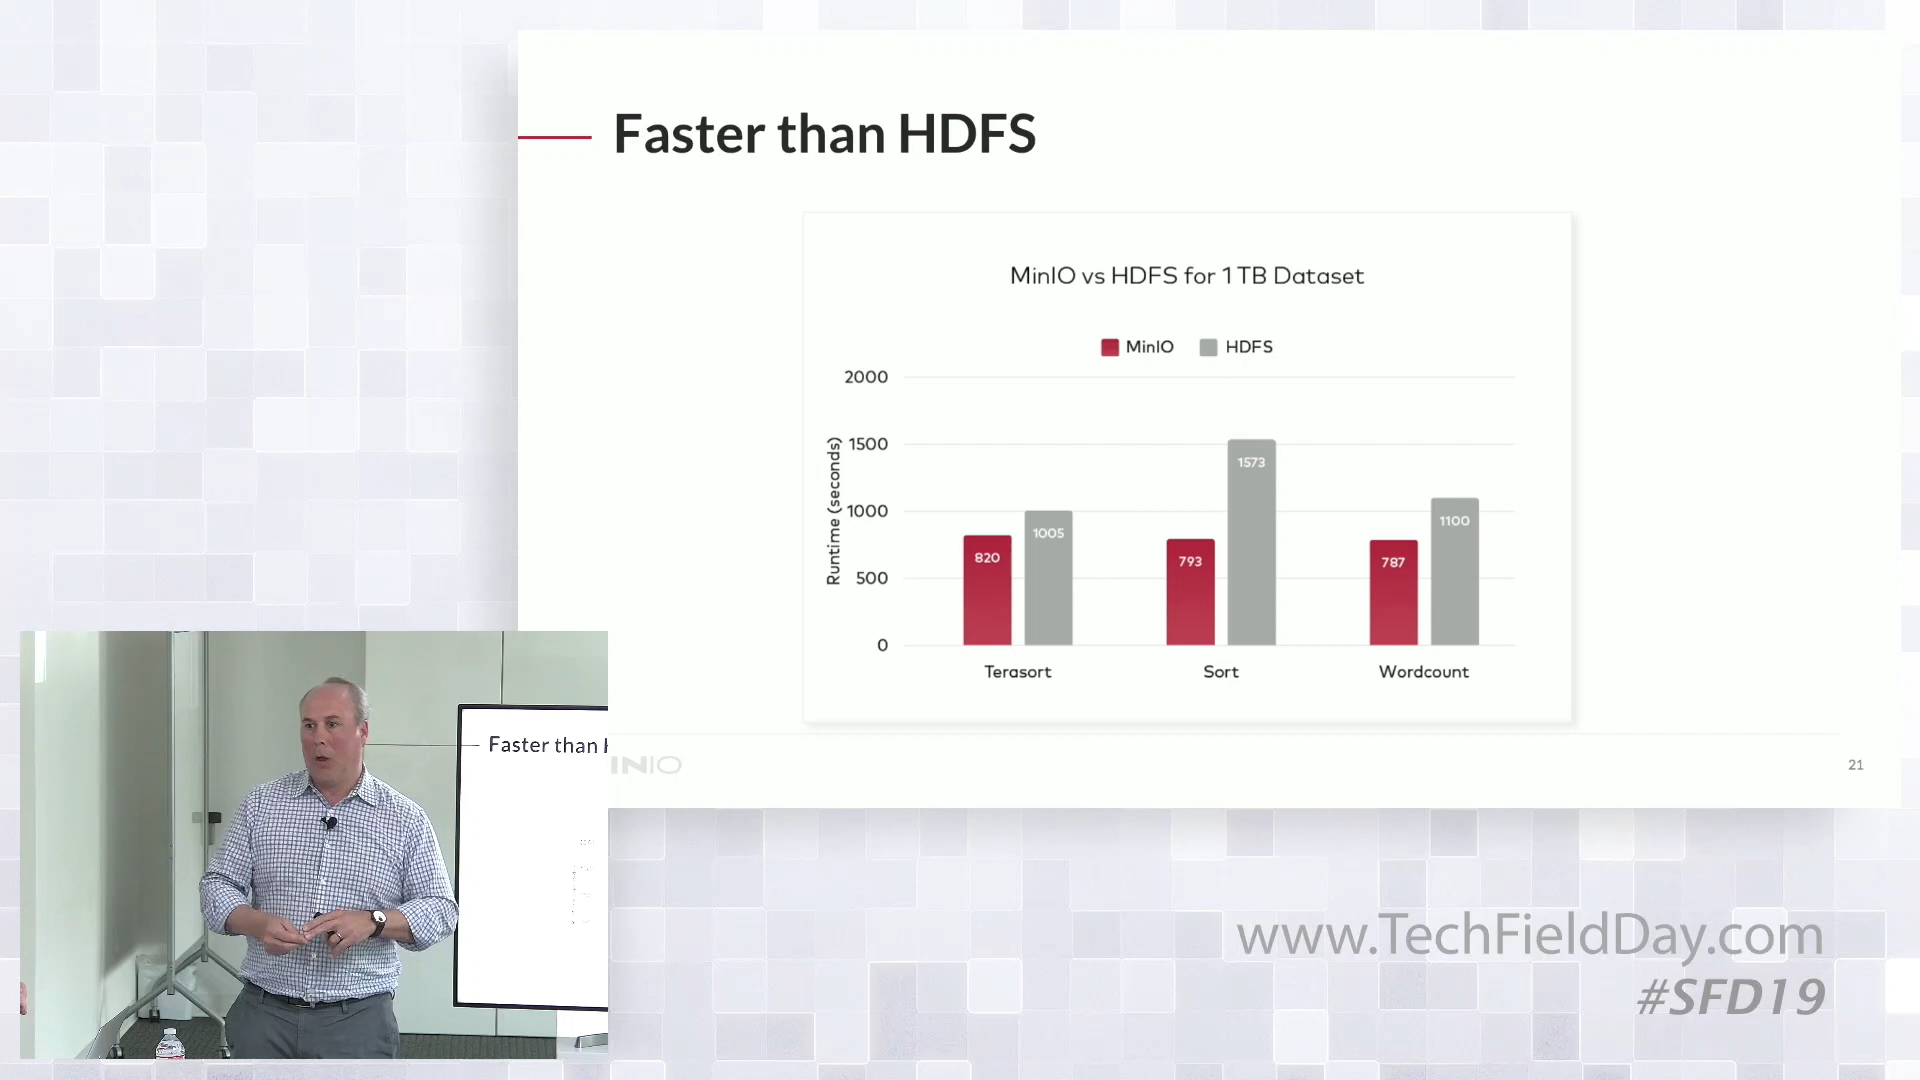 Faster than HDFS
MinIO vs HDFS for 1 TB Dataset
MinIO
HDFS
2000
1500
1000
500
0
Runtime (seconds)
820
1005
793
1573
787
1100
Terasort
Sort
Wordcount
Faster than
INIO
21
www.TechFieldDay.com
#SFD19